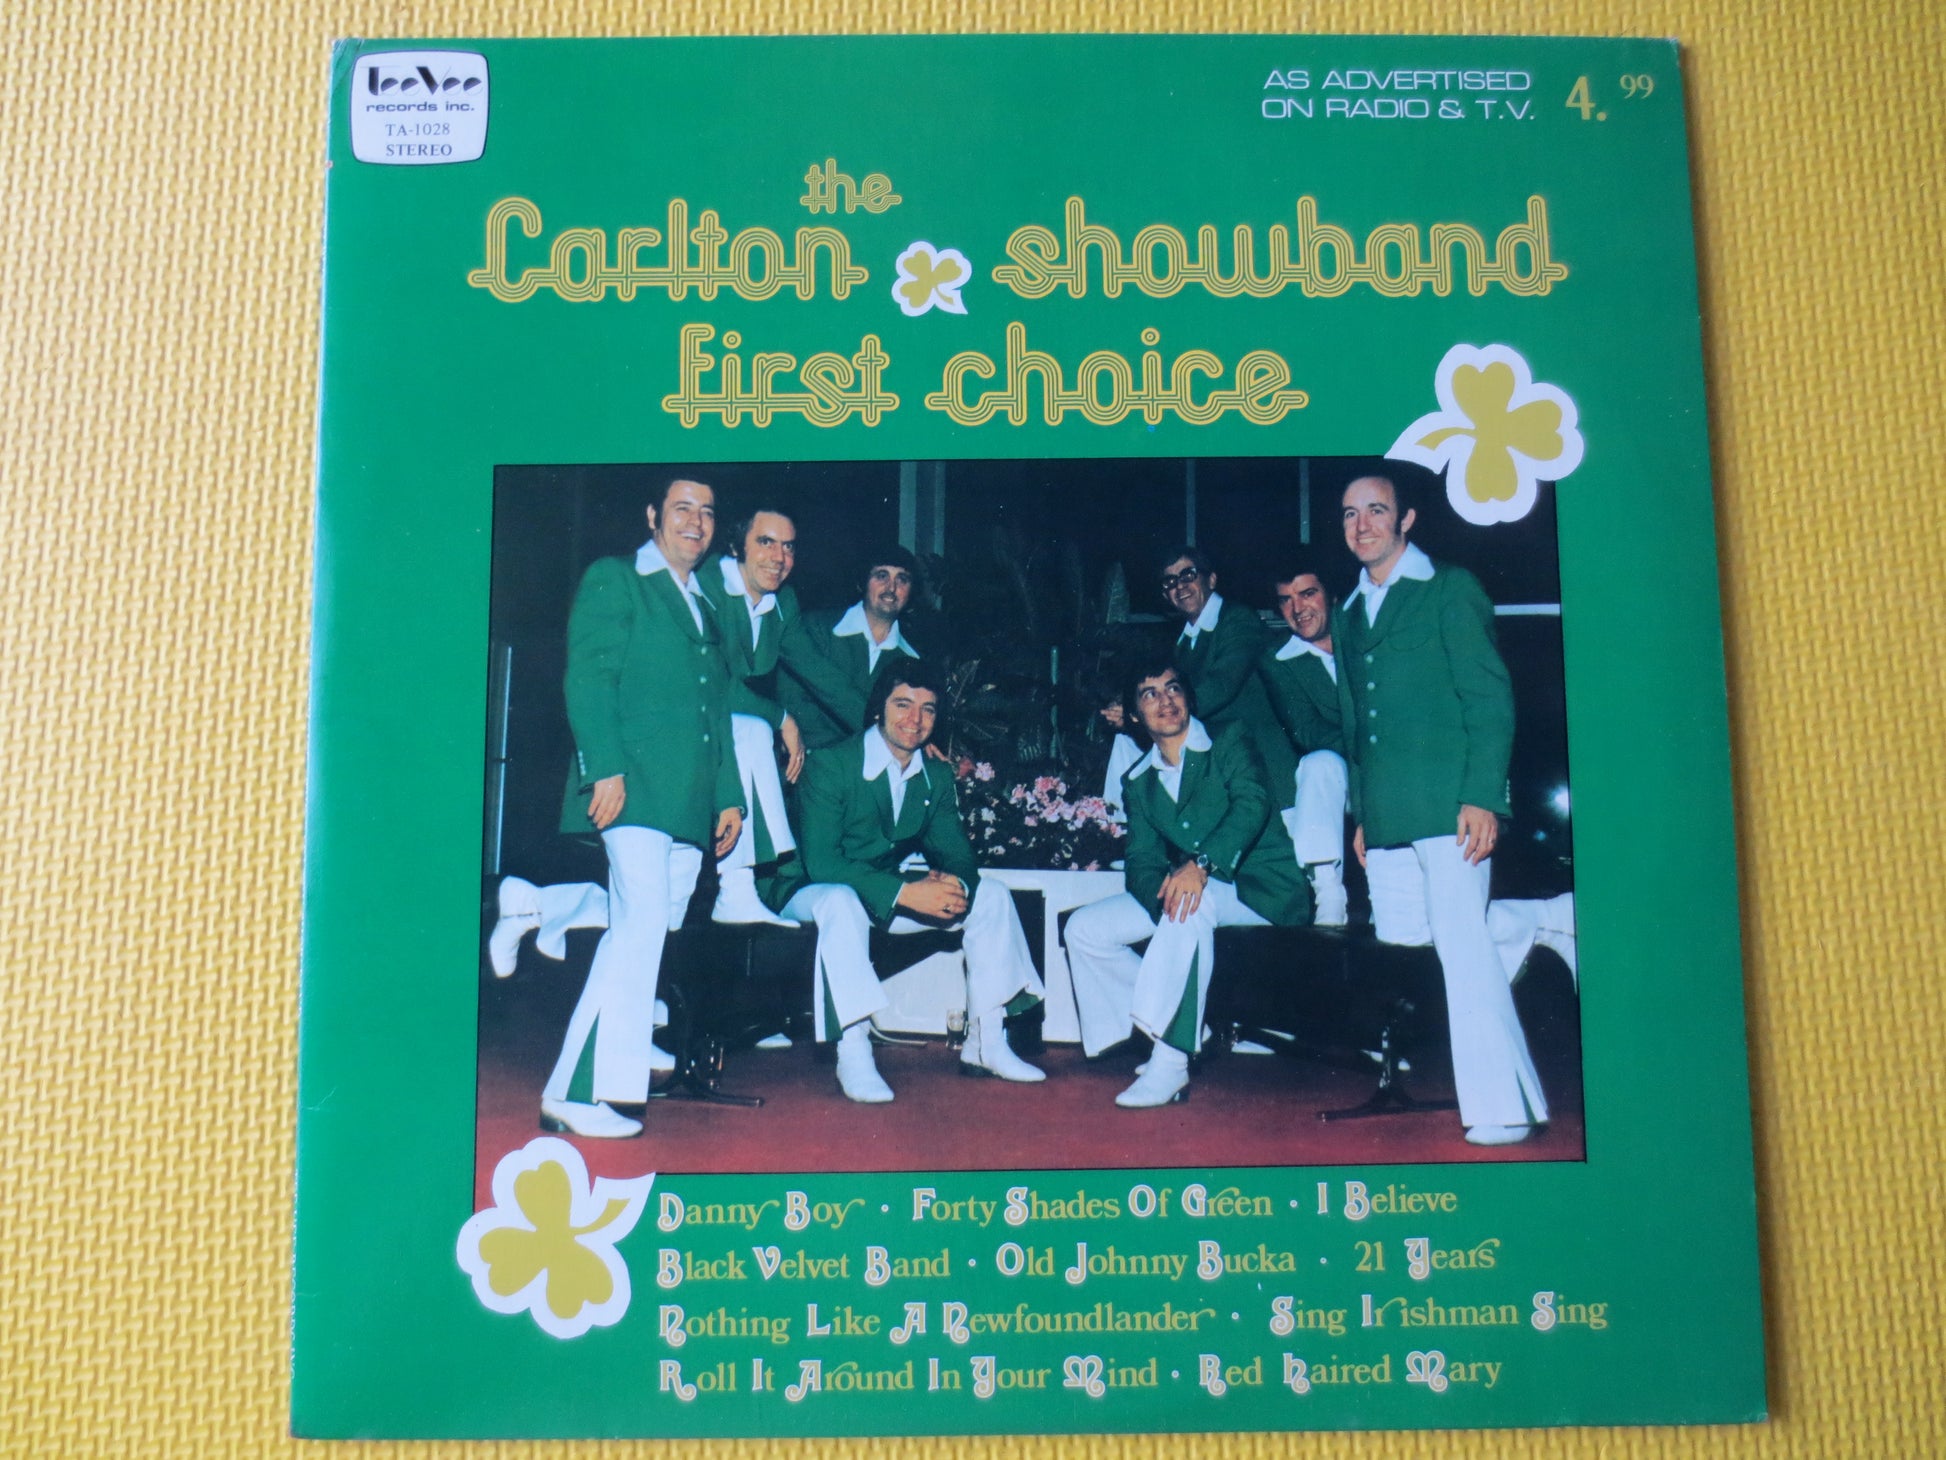 TeeVee
records inc.
TA-1028
STEREO
AS ADVERTISED
ON RADIO & T.V.
4.99
the
Carlton showband
first choice
Danny Boy • Forty Shades Of Green • I Believe
Black Velvet Band • Old Johnny Bucka • 21 Years
Nothing Like A Newfoundlander • Sing Irishman Sing
Roll It Around In Your Mind • Red Haired Mary